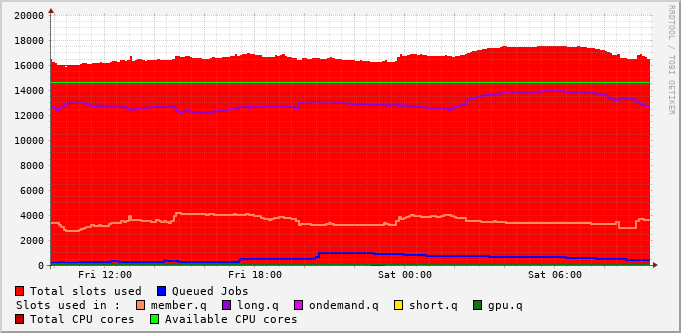 RRDTOOL / TOBI OETIKER
20000
18000
16000
14000
12000
10000
8000
6000
4000
2000
0
Fri 12:00 Fri 18:00 Sat 00:00 Sat 06:00
Total slots used Queued Jobs
Slots used in : member.q long.q ondemand.q short.q gpu.q
Total CPU cores Available CPU cores